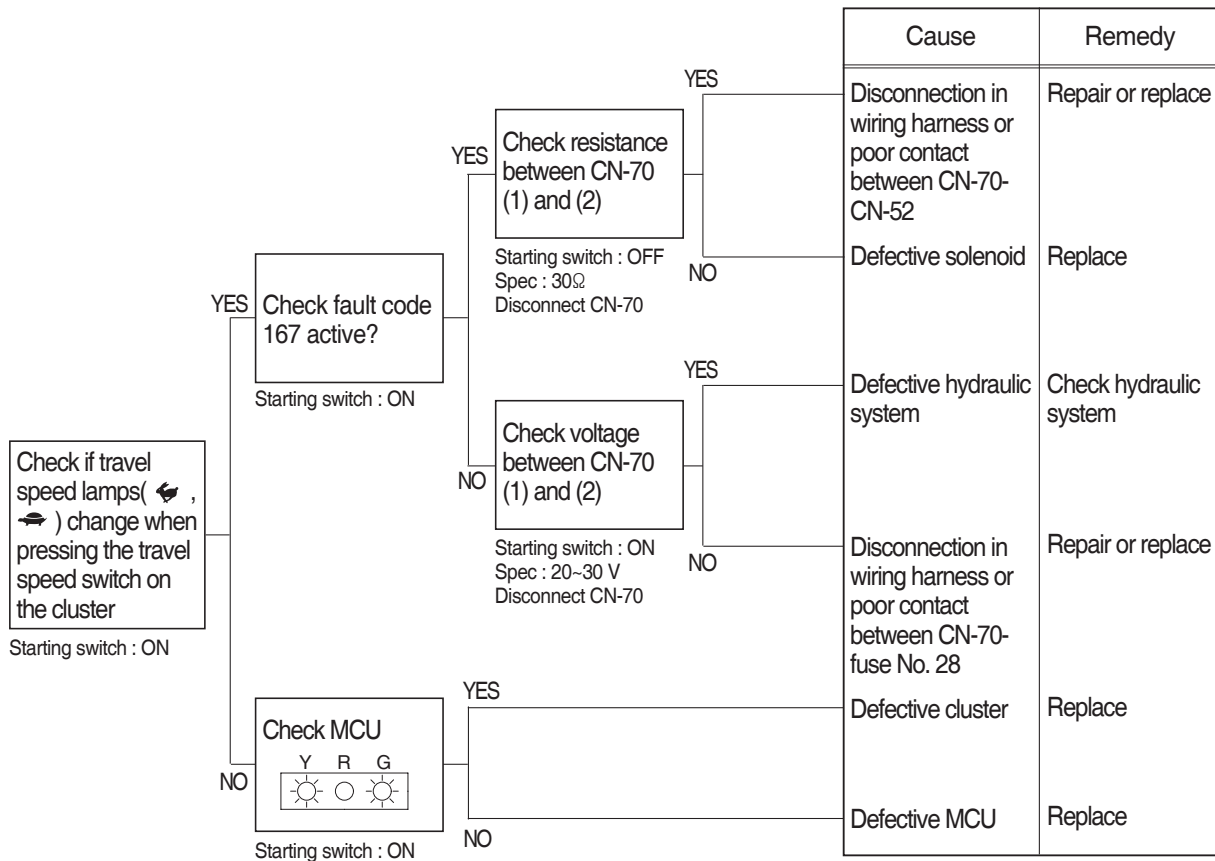 Cause
Remedy
YES
Disconnection in
wiring harness or
poor contact
between CN-70-
CN-52
Repair or replace
YES
Check resistance
between CN-70
(1) and (2)
Starting switch : OFF
Spec : 30Ω
Disconnect CN-70
NO
Defective solenoid
Replace
YES
Check fault code
167 active?
Starting switch : ON
YES
Defective hydraulic
system
Check hydraulic
system
NO
Check voltage
between CN-70
(1) and (2)
Starting switch : ON
Spec : 20~30 V
Disconnect CN-70
NO
Disconnection in
wiring harness or
poor contact
between CN-70-
fuse No. 28
Repair or replace
Check if travel
speed lamps( ,
) change when
pressing the travel
speed switch on
the cluster
Starting switch : ON
YES
Defective cluster
Replace
NO
Check MCU
Y R G
Starting switch : ON
NO
Defective MCU
Replace